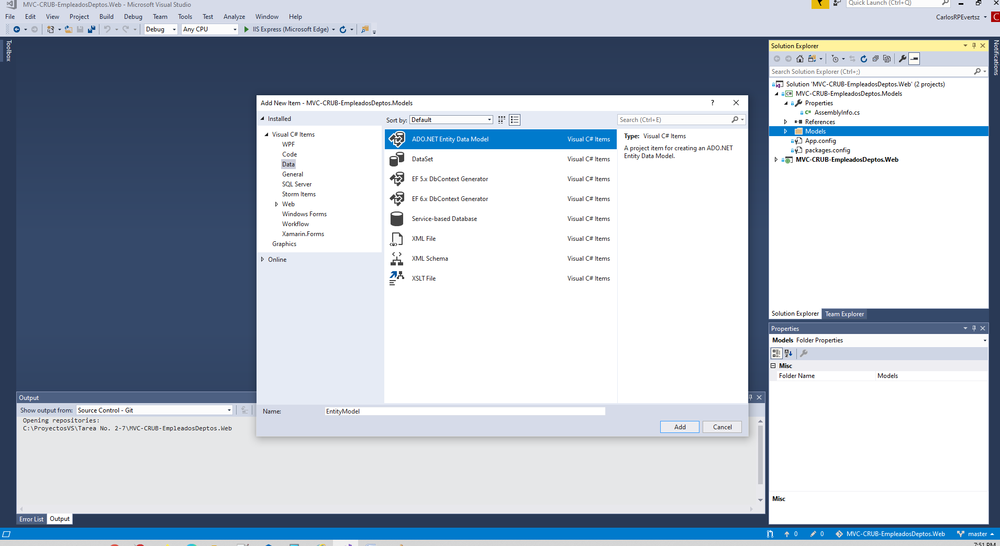 MVC-CRUB-EmpleadosDeptos.Web - Microsoft Visual Studio
Quick Launch (Ctrl+Q)
File Edit View Project Build Debug Team Tools Test Analyze Window Help
CarlosRPEvertsz
C
Debug Any CPU IIS Express (Microsoft Edge)
Toolbox
Notifications
Solution Explorer
Search Solution Explorer (Ctrl+;)
Solution 'MVC-CRUB-EmpleadosDeptos.Web' (2 projects)
C# MVC-CRUB-EmpleadosDeptos.Models
Properties
C# AssemblyInfo.cs
References
Models
App.config
packages.config
MVC-CRUB-EmpleadosDeptos.Web
Solution Explorer Team Explorer
Properties
Models Folder Properties
Misc
Folder Name Models
Misc
Add New Item - MVC-CRUB-EmpleadosDeptos.Models
?
Installed
Visual C# Items
WPF
Code
Data
General
SQL Server
Storm Items
Web
Windows Forms
Workflow
Xamarin.Forms
Graphics
Online
Sort by: Default
Search (Ctrl+E)
ADO.NET Entity Data Model Visual C# Items
DataSet Visual C# Items
EF 5.x DbContext Generator Visual C# Items
EF 6.x DbContext Generator Visual C# Items
Service-based Database Visual C# Items
XML File Visual C# Items
XML Schema Visual C# Items
XSLT File Visual C# Items
Type: Visual C# Items
A project item for creating an ADO.NET
Entity Data Model.
Name: EntityModel
Add Cancel
Output
Show output from: Source Control - Git
Opening repositories:
C:\ProyectosVS\Tarea No. 2-7\MVC-CRUB-EmpleadosDeptos.Web
Error List Output
0 0 MVC-CRUB-EmpleadosDeptos.Web master
7:51 PM